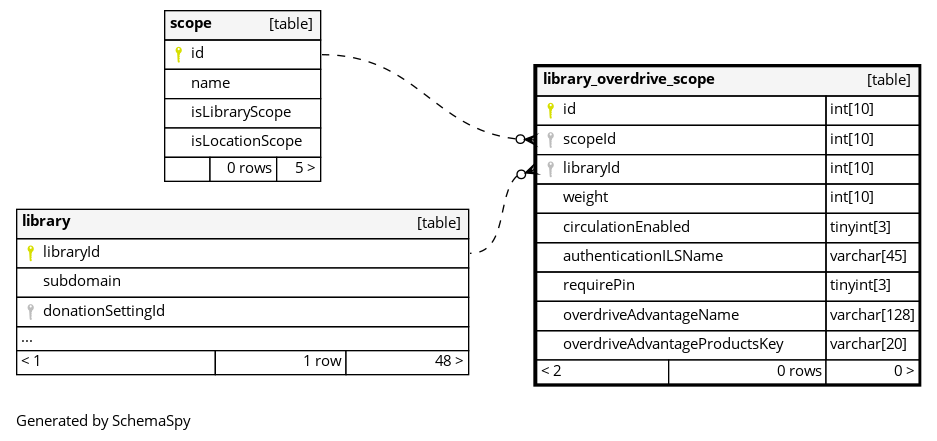 scope [table]
id
name
isLibraryScope
isLocationScope
0 rows 5 >
library_overdrive_scope [table]
id int[10]
scopeId int[10]
libraryId int[10]
weight int[10]
circulationEnabled tinyint[3]
authenticationILSName varchar[45]
requirePin tinyint[3]
overdriveAdvantageName varchar[128]
overdriveAdvantageProductsKey varchar[20]
< 2 0 rows 0 >
library [table]
libraryId
subdomain
donationSettingId
...
< 1 1 row 48 >
Generated by SchemaSpy